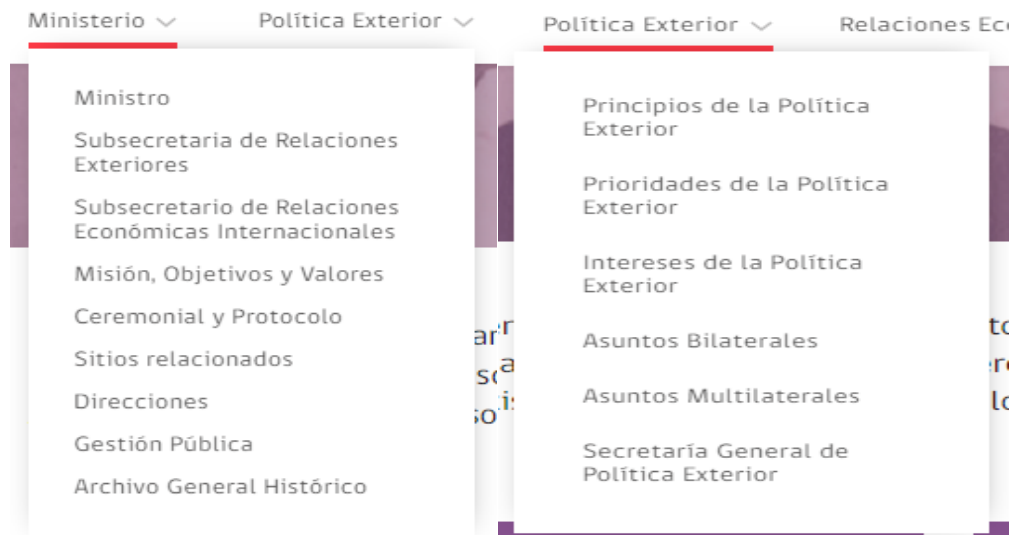 Ministerio
Política Exterior
Ministro
Subsecretaria de Relaciones
Exteriores
Subsecretario de Relaciones
Económicas Internacionales
Misión, Objetivos y Valores
Ceremonial y Protocolo
Sitios relacionados
Direcciones
Gestión Pública
Archivo General Histórico
Política Exterior
Relaciones
Principios de la Política
Exterior
Prioridades de la Política
Exterior
Intereses de la Política
Exterior
Asuntos Bilaterales
Asuntos Multilaterales
Secretaría General de
Política Exterior